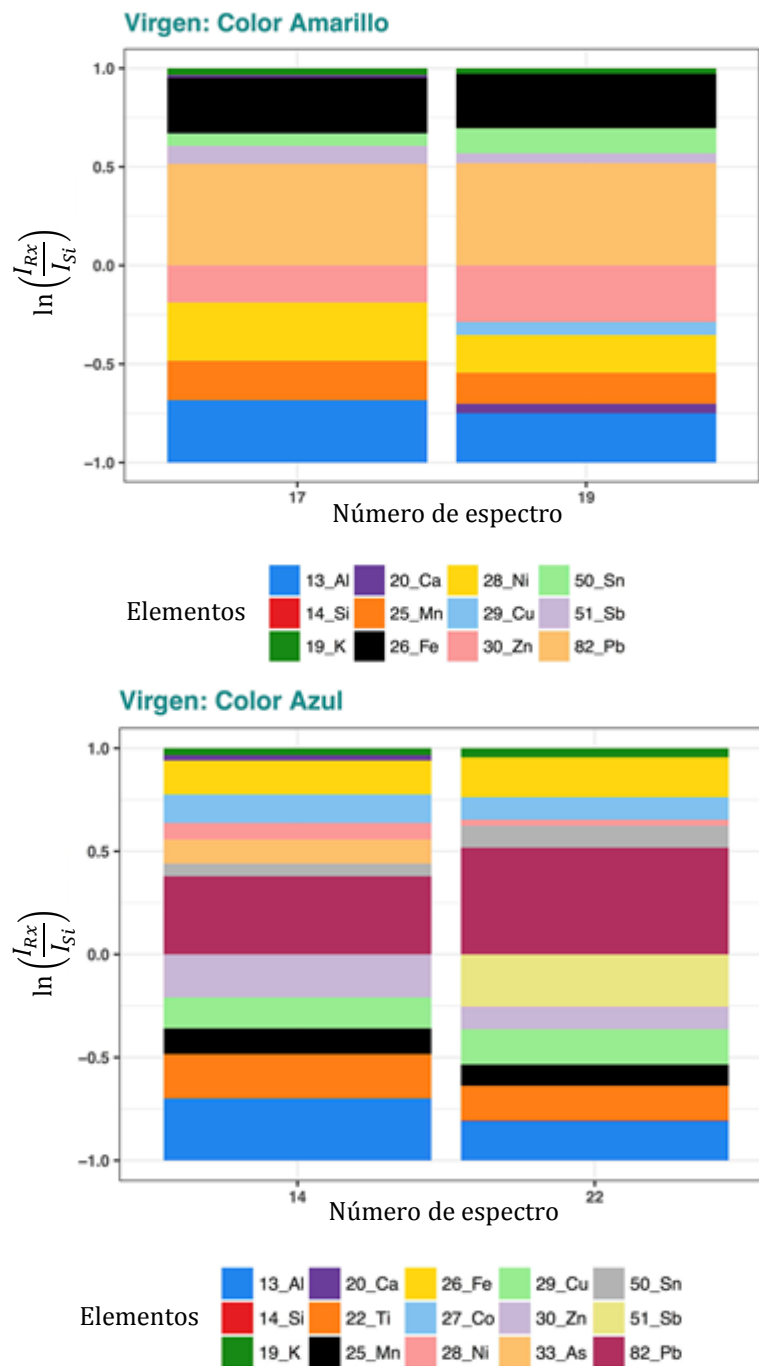 Virgen: Color Amarillo
1.0
0.5
0.0
−0.5
−1.0
ln(I_Rx/I_Si)
17 19
Número de espectro
Elementos
13_Al 20_Ca 28_Ni 50_Sn
14_Si 25_Mn 29_Cu 51_Sb
19_K 26_Fe 30_Zn 82_Pb
Virgen: Color Azul
1.0
0.5
0.0
−0.5
−1.0
ln(I_Rx/I_Si)
14 22
Número de espectro
Elementos
13_Al 20_Ca 26_Fe 29_Cu 50_Sn
14_Si 22_Ti 27_Co 30_Zn 51_Sb
19_K 25_Mn 28_Ni 33_As 82_Pb